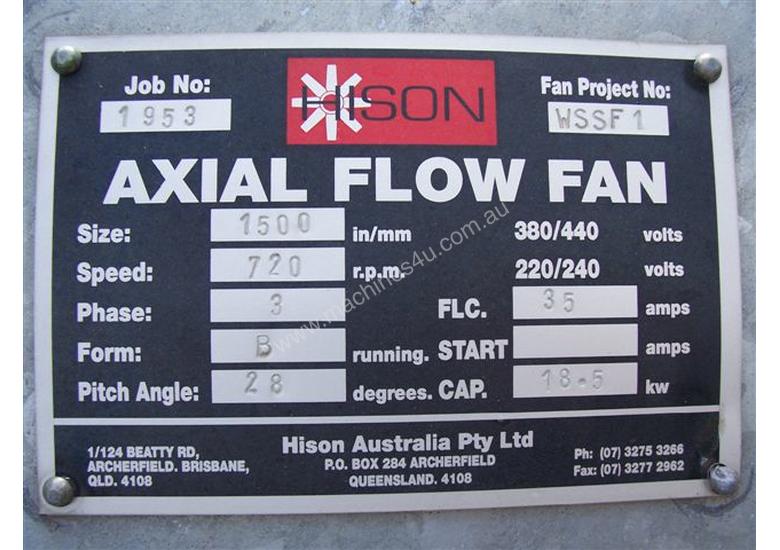 Job No:
1953
HISON
Fan Project No:
WSSF1
AXIAL FLOW FAN
Size: 1500 in/mm 380/440 volts
Speed: 720 r.p.m. 220/240 volts
Phase: 3 FLC. 35 amps
Form: B running. START amps
Pitch Angle: 28 degrees. CAP. 18.5 kw
1/124 BEATTY RD,
ARCHERFIELD. BRISBANE,
QLD. 4108
Hison Australia Pty Ltd
P.O. BOX 284 ARCHERFIELD
QUEENSLAND. 4108
Ph: (07) 3275 3266
Fax: (07) 3277 2962
www.machines4u.com.au